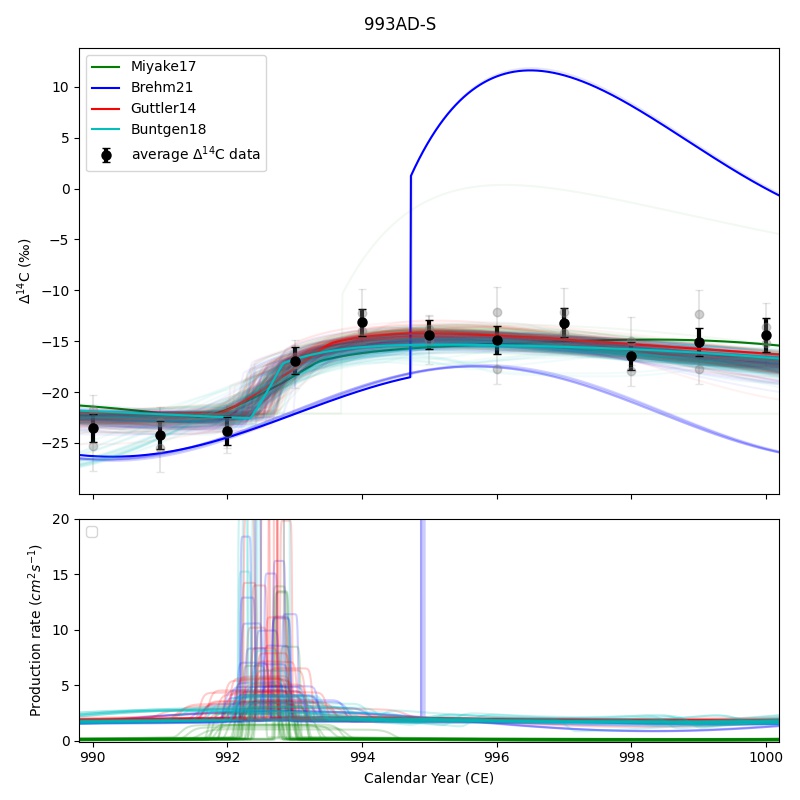 993AD-S
Miyake17
Brehm21
Guttler14
Buntgen18
average Δ¹⁴C data
Δ¹⁴C (‰)
10
5
0
−5
−10
−15
−20
−25
Production rate (cm²s⁻¹)
20
15
10
5
0
990
992
994
996
998
1000
Calendar Year (CE)